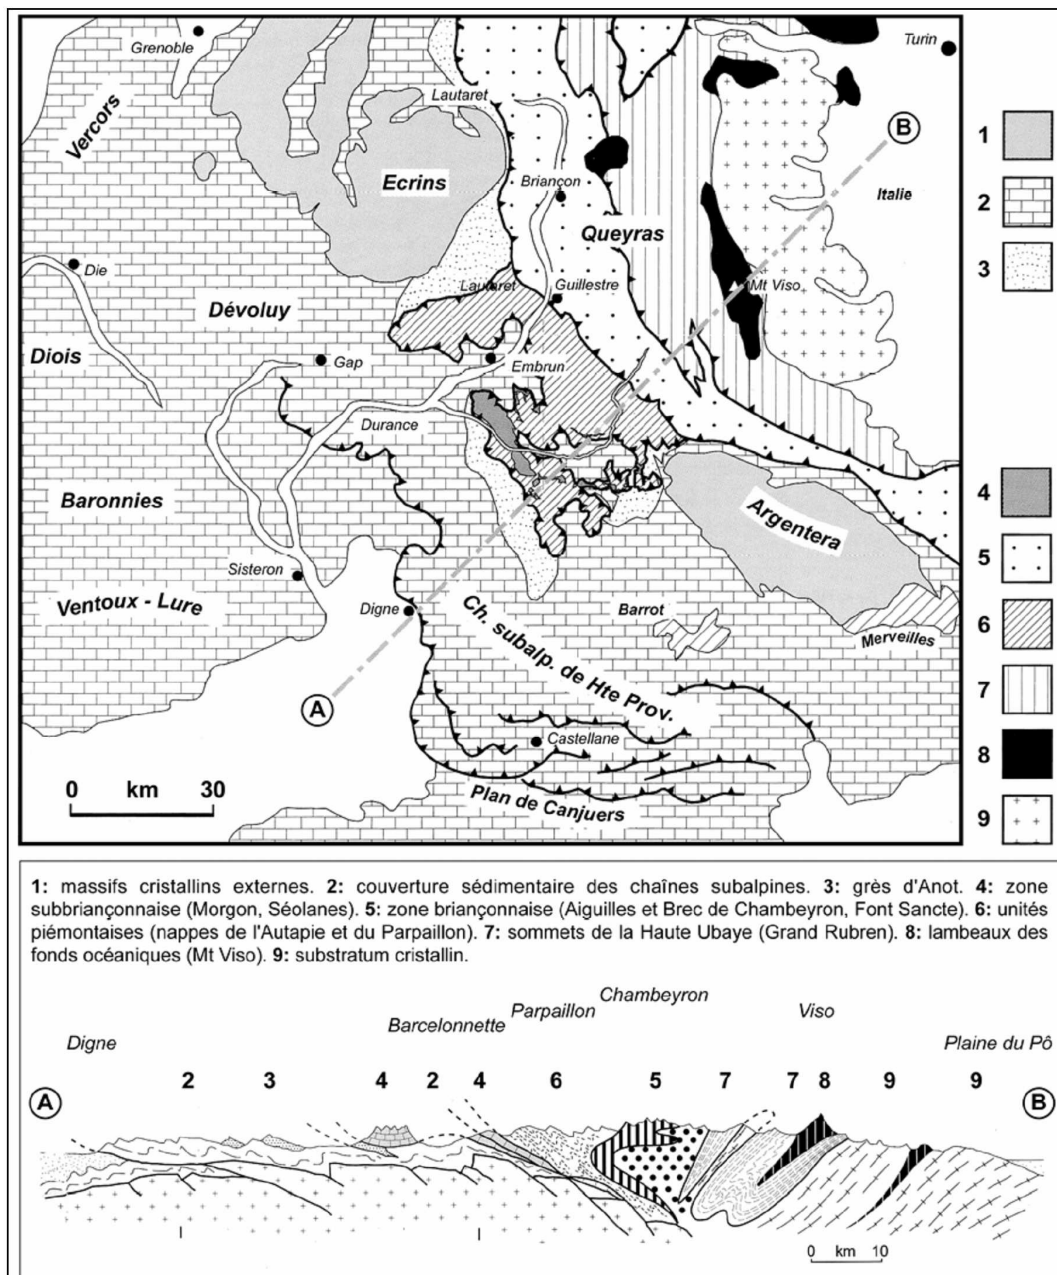 Grenoble
Turin
Lautaret
Vercors
1
B
Ecrins
Briançon
Italie
2
Queyras
3
Die
Lautaret
Guillestre
Mt Viso
Dévoluy
Diois
Gap
Embrun
Durance
4
Baronnies
Argentera
5
Sisteron
Ventoux - Lure
Digne
Barrot
6
Merveilles
Ch. subalp. de Hte Prov.
7
A
Castellane
8
0 km 30
Plan de Canjuers
9
1: massifs cristallins externes. 2: couverture sédimentaire des chaînes subalpines. 3: grès d'Anot. 4: zone
subbriançonnaise (Morgon, Séolanes). 5: zone briançonnaise (Aiguilles et Brec de Chambeyron, Font Sancte). 6: unités
piémontaises (nappes de l'Autapie et du Parpaillon). 7: sommets de la Haute Ubaye (Grand Rubren). 8: lambeaux des
fonds océaniques (Mt Viso). 9: substratum cristallin.
Chambeyron
Parpaillon
Viso
Barcelonnette
Digne
Plaine du Pô
2 3 4 2 4 6 5 7 7 8 9 9
A
B
0 km 10